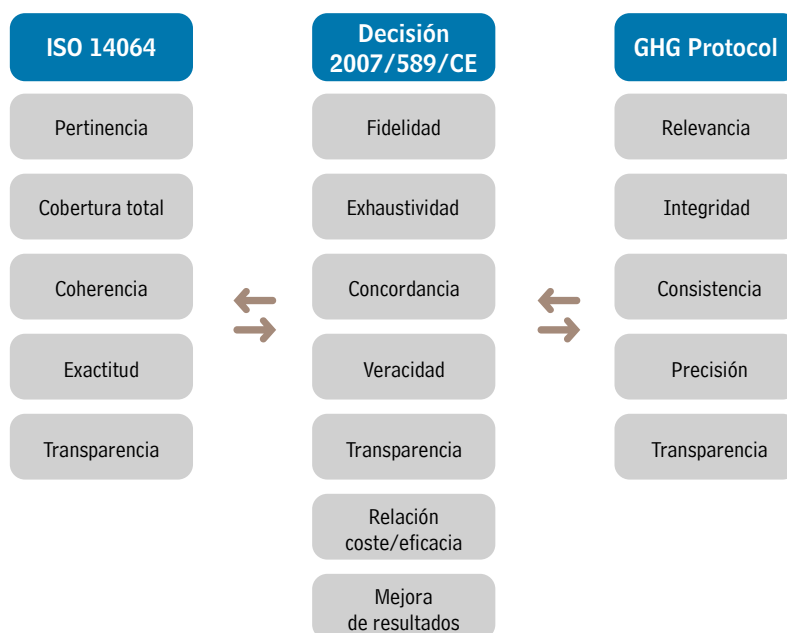 ISO 14064
Decisión
2007/589/CE
GHG Protocol
Pertinencia
Fidelidad
Relevancia
Cobertura total
Exhaustividad
Integridad
Coherencia
Concordancia
Consistencia
Exactitud
Veracidad
Precisión
Transparencia
Transparencia
Transparencia
Relación
coste/eficacia
Mejora
de resultados